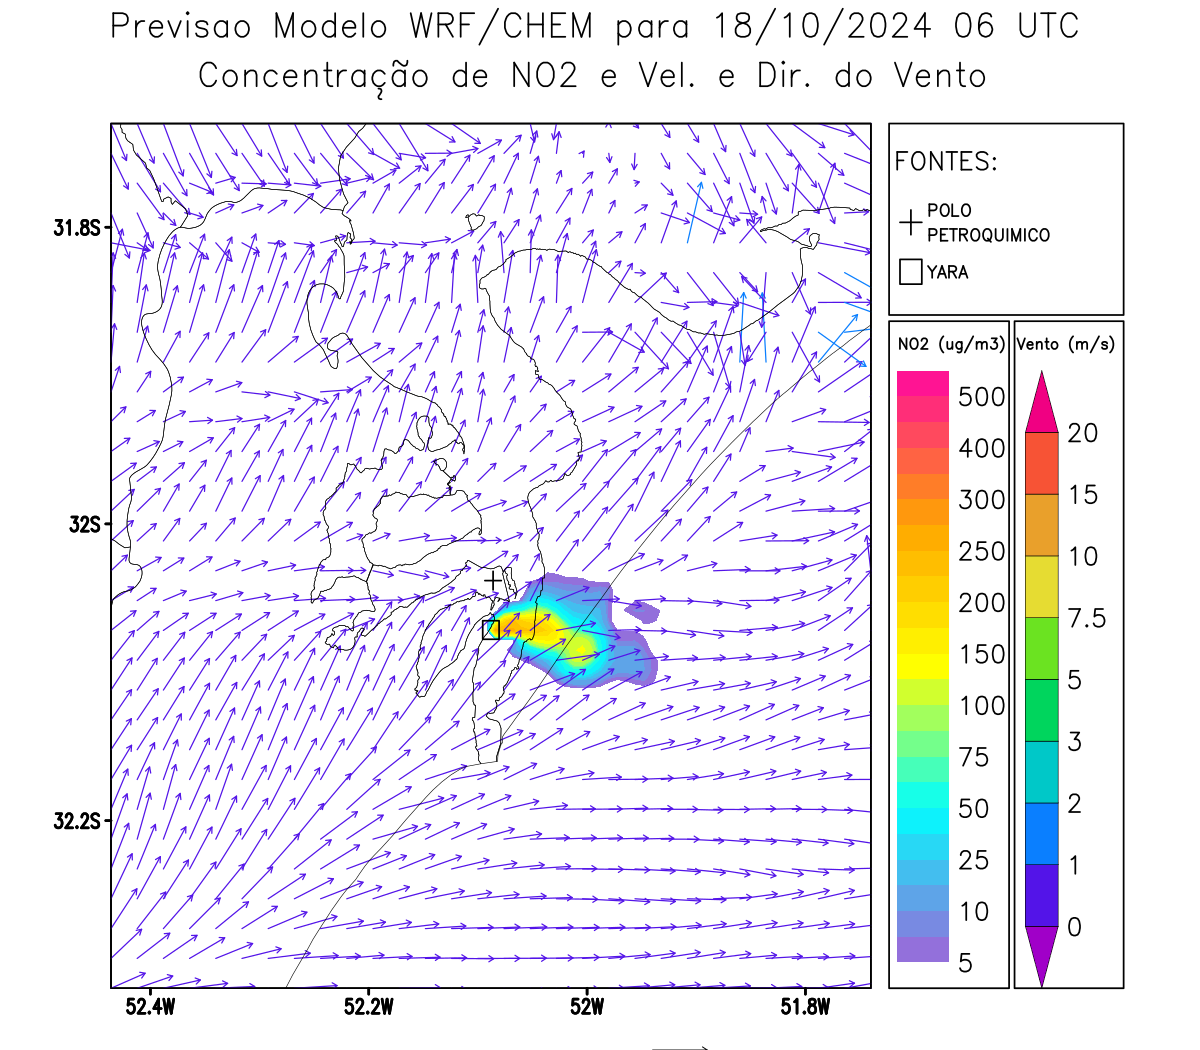 Previsao Modelo WRF/CHEM para 18/10/2024 06 UTC
Concentração de NO2 e Vel. e Dir. do Vento
FONTES:
POLO
PETROQUIMICO
YARA
31.8S
32S
32.2S
52.4W
52.2W
52W
51.8W
NO2 (ug/m3)
500
400
300
250
200
150
100
75
50
25
10
5
Vento (m/s)
20
15
10
7.5
5
3
2
1
0